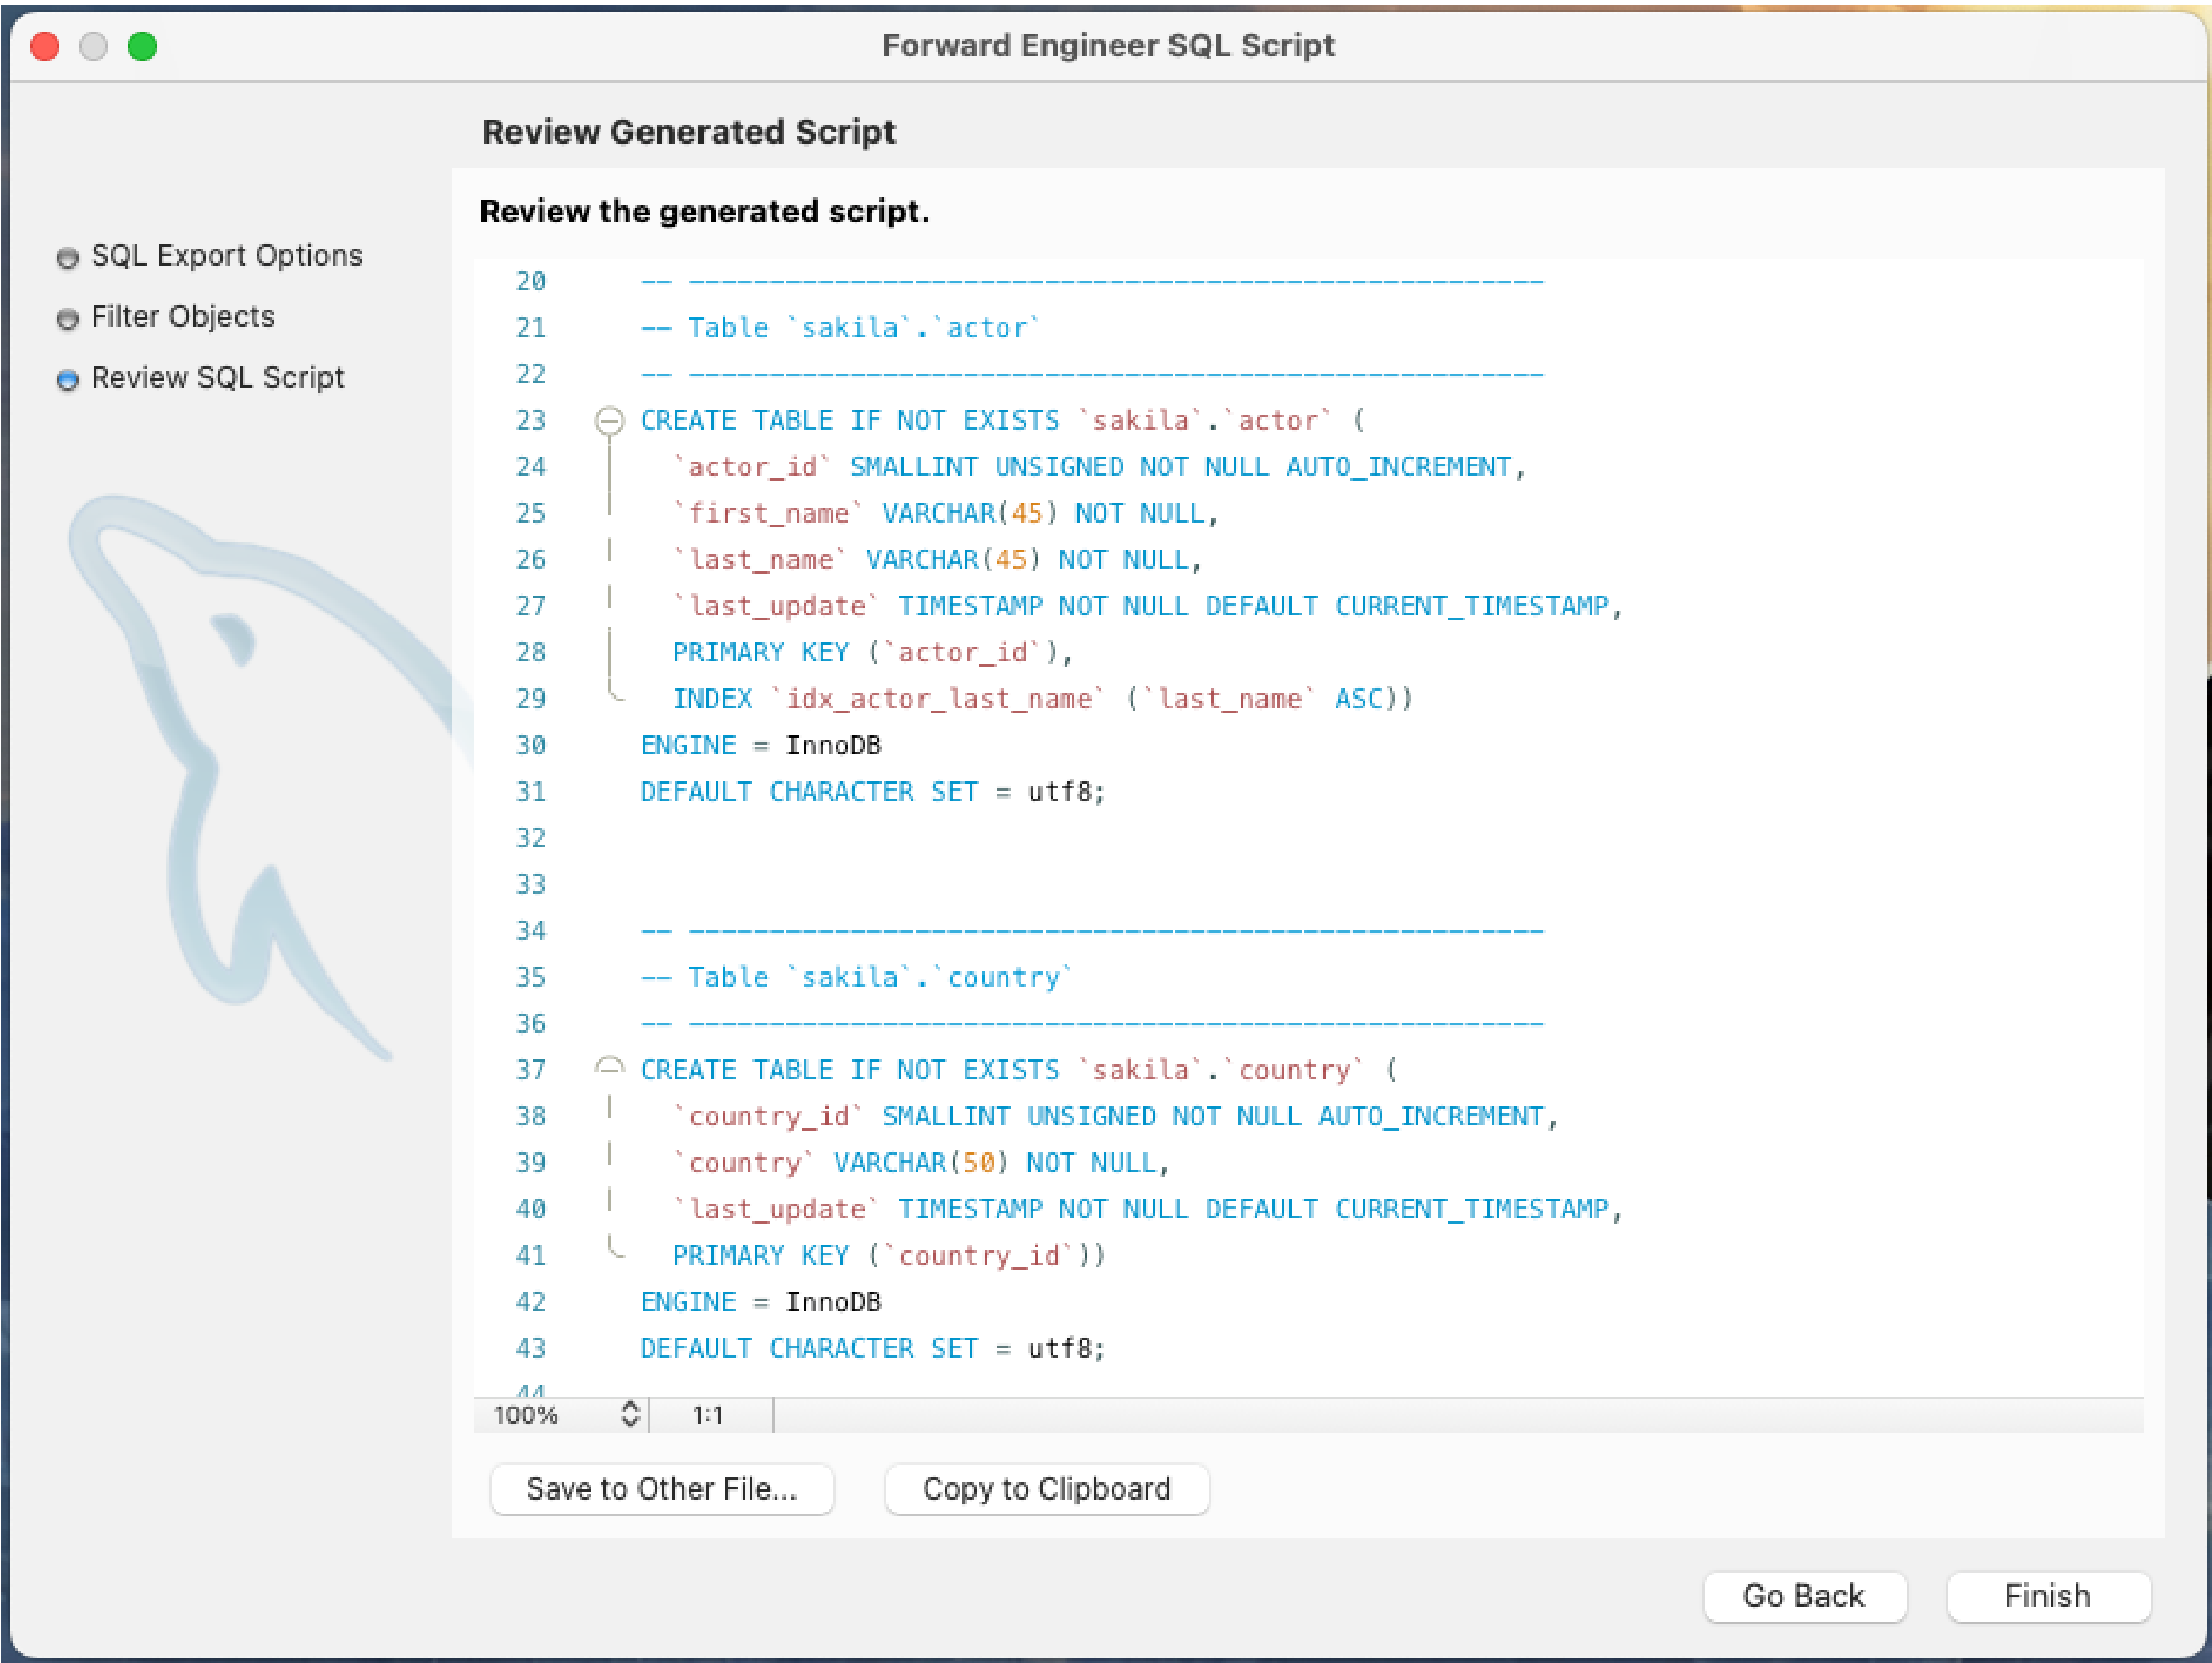 Forward Engineer SQL Script
Review Generated Script
SQL Export Options
Filter Objects
Review SQL Script
Review the generated script.
20 -- -----------------------------------------------------
21 -- Table `sakila`.`actor`
22 -- -----------------------------------------------------
23 CREATE TABLE IF NOT EXISTS `sakila`.`actor` (
24 `actor_id` SMALLINT UNSIGNED NOT NULL AUTO_INCREMENT,
25 `first_name` VARCHAR(45) NOT NULL,
26 `last_name` VARCHAR(45) NOT NULL,
27 `last_update` TIMESTAMP NOT NULL DEFAULT CURRENT_TIMESTAMP,
28 PRIMARY KEY (`actor_id`),
29 INDEX `idx_actor_last_name` (`last_name` ASC))
30 ENGINE = InnoDB
31 DEFAULT CHARACTER SET = utf8;
32
33
34 -- -----------------------------------------------------
35 -- Table `sakila`.`country`
36 -- -----------------------------------------------------
37 CREATE TABLE IF NOT EXISTS `sakila`.`country` (
38 `country_id` SMALLINT UNSIGNED NOT NULL AUTO_INCREMENT,
39 `country` VARCHAR(50) NOT NULL,
40 `last_update` TIMESTAMP NOT NULL DEFAULT CURRENT_TIMESTAMP,
41 PRIMARY KEY (`country_id`))
42 ENGINE = InnoDB
43 DEFAULT CHARACTER SET = utf8;
44
100% 1:1
Save to Other File... Copy to Clipboard
Go Back Finish